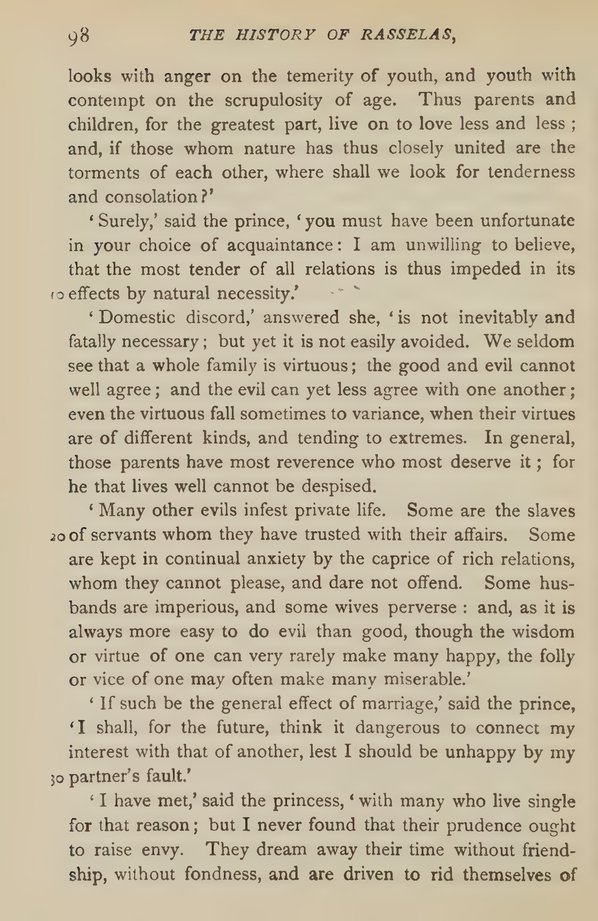 98 THE HISTORY OF RASSELAS,
looks with anger on the temerity of youth, and youth with
contempt on the scrupulosity of age. Thus parents and
children, for the greatest part, live on to love less and less ;
and, if those whom nature has thus closely united are the
torments of each other, where shall we look for tenderness
and consolation?’
‘Surely,’ said the prince, ‘you must have been unfortunate
in your choice of acquaintance: I am unwilling to believe,
that the most tender of all relations is thus impeded in its
10 effects by natural necessity.’
‘Domestic discord,’ answered she, ‘is not inevitably and
fatally necessary ; but yet it is not easily avoided. We seldom
see that a whole family is virtuous; the good and evil cannot
well agree; and the evil can yet less agree with one another;
even the virtuous fall sometimes to variance, when their virtues
are of different kinds, and tending to extremes. In general,
those parents have most reverence who most deserve it ; for
he that lives well cannot be despised.
‘Many other evils infest private life. Some are the slaves
20 of servants whom they have trusted with their affairs. Some
are kept in continual anxiety by the caprice of rich relations,
whom they cannot please, and dare not offend. Some hus-
bands are imperious, and some wives perverse : and, as it is
always more easy to do evil than good, though the wisdom
or virtue of one can very rarely make many happy, the folly
or vice of one may often make many miserable.’
‘If such be the general effect of marriage,’ said the prince,
‘I shall, for the future, think it dangerous to connect my
interest with that of another, lest I should be unhappy by my
30 partner’s fault.’
‘I have met,’ said the princess, ‘with many who live single
for that reason; but I never found that their prudence ought
to raise envy. They dream away their time without friend-
ship, without fondness, and are driven to rid themselves of